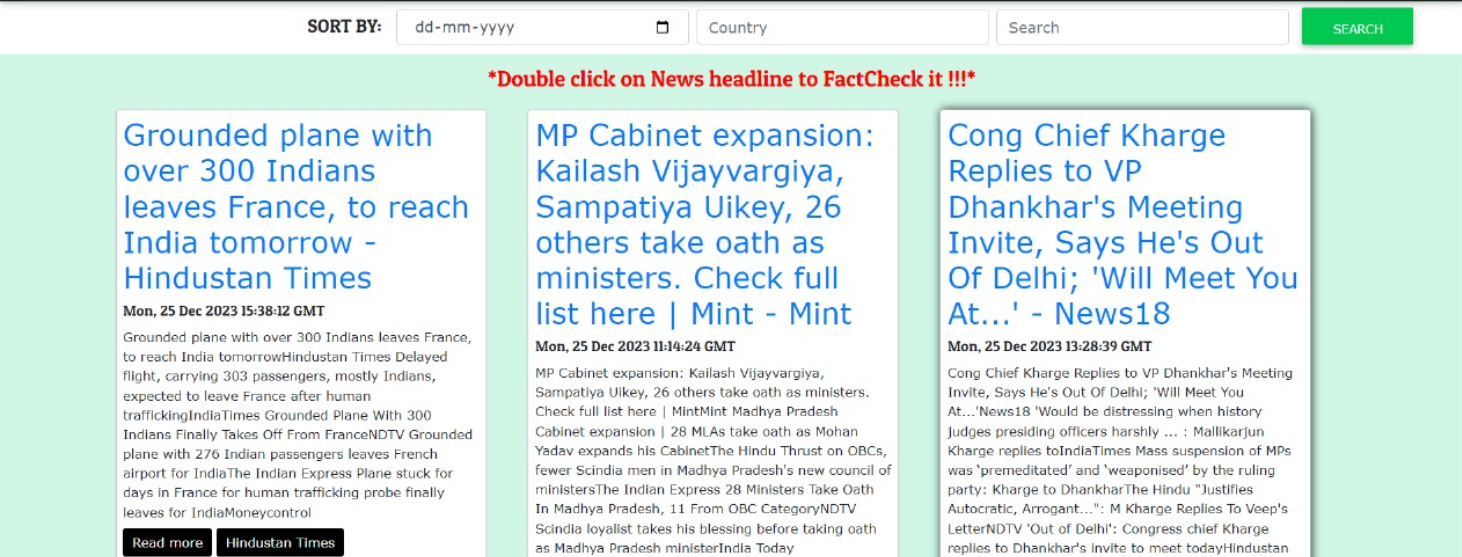 SORT BY: dd-mm-yyyy Country Search SEARCH
*Double click on News headline to FactCheck it !!!*
Grounded plane with
over 300 Indians
leaves France, to reach
India tomorrow -
Hindustan Times
Mon, 25 Dec 2023 15:38:12 GMT
Grounded plane with over 300 Indians leaves France,
to reach India tomorrowHindustan Times Delayed
flight, carrying 303 passengers, mostly Indians,
expected to leave France after human
traffickingIndiaTimes Grounded Plane With 300
Indians Finally Takes Off From FranceNDTV Grounded
plane with 276 Indian passengers leaves French
airport for IndiaThe Indian Express Plane stuck for
days in France for human trafficking probe finally
leaves for IndiaMoneycontrol
Read more Hindustan Times
MP Cabinet expansion:
Kailash Vijayvargiya,
Sampatiya Uikey, 26
others take oath as
ministers. Check full
list here | Mint - Mint
Mon, 25 Dec 2023 11:14:24 GMT
MP Cabinet expansion: Kailash Vijayvargiya,
Sampatiya Uikey, 26 others take oath as ministers.
Check full list here | MintMint Madhya Pradesh
Cabinet expansion | 28 MLAs take oath as Mohan
Yadav expands his CabinetThe Hindu Thrust on OBCs,
fewer Scindia men in Madhya Pradesh's new council of
ministersThe Indian Express 28 Ministers Take Oath
In Madhya Pradesh, 11 From OBC CategoryNDTV
Scindia loyalist takes his blessing before taking oath
as Madhya Pradesh ministerIndia Today
Cong Chief Kharge
Replies to VP
Dhankhar's Meeting
Invite, Says He's Out
Of Delhi; 'Will Meet You
At...' - News18
Mon, 25 Dec 2023 13:28:39 GMT
Cong Chief Kharge Replies to VP Dhankhar's Meeting
Invite, Says He's Out Of Delhi; 'Will Meet You
At...'News18 'Would be distressing when history
judges presiding officers harshly ... : Mallikarjun
Kharge replies toIndiaTimes Mass suspension of MPs
was 'premeditated' and 'weaponised' by the ruling
party: Kharge to DhankharThe Hindu "Justifies
Autocratic, Arrogant...": M Kharge Replies To Veep's
LetterNDTV 'Out of Delhi': Congress chief Kharge
replies to Dhankhar's invite to meet todayHindustan